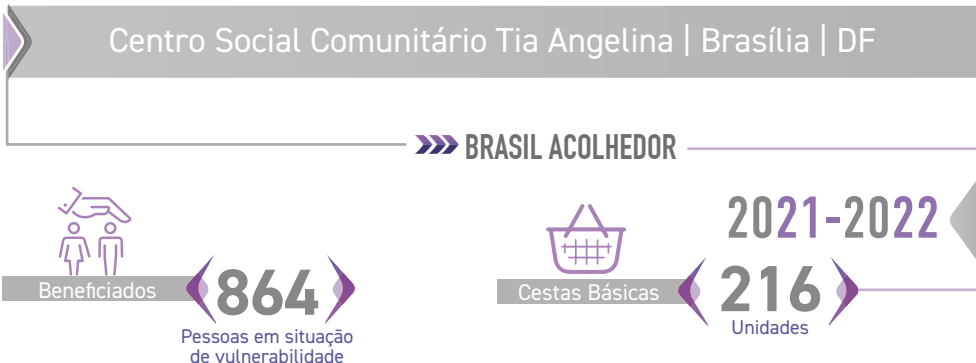 Centro Social Comunitário Tia Angelina | Brasília | DF
BRASIL ACOLHEDOR
2021-2022
Beneficiados
864
Pessoas em situação
de vulnerabilidade
Cestas Básicas
216
Unidades